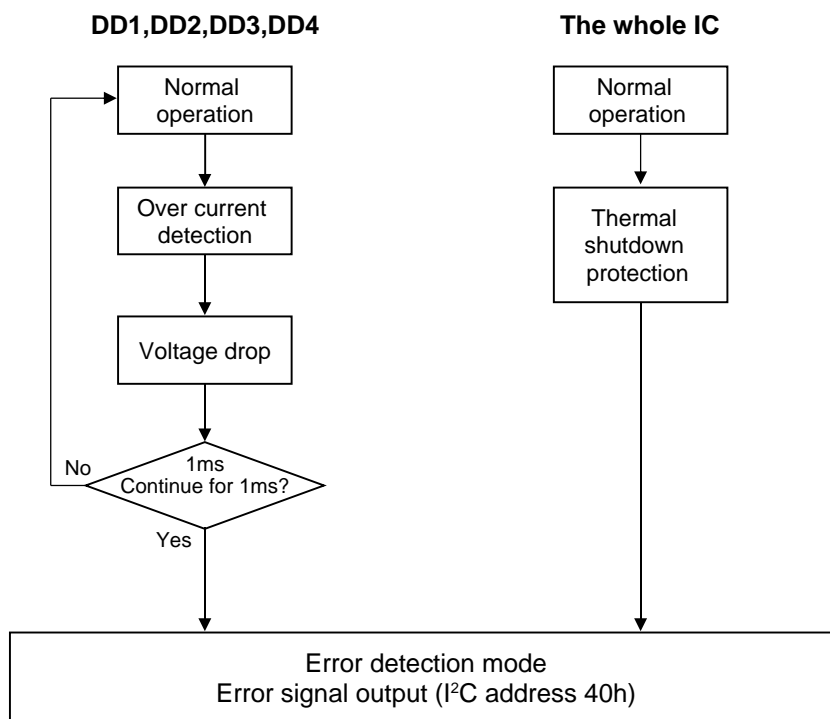 DD1,DD2,DD3,DD4
Normal
operation
Over current
detection
Voltage drop
1ms
Continue for 1ms?
No
Yes
The whole IC
Normal
operation
Thermal
shutdown
protection
Error detection mode
Error signal output (I²C address 40h)